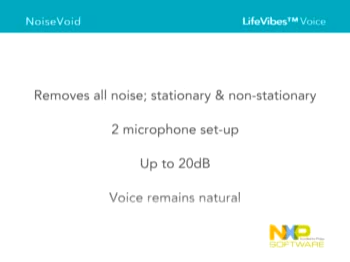 NoiseVoid
LifeVibes™ Voice
Removes all noise; stationary & non-stationary
2 microphone set-up
Up to 20dB
Voice remains natural
NXP
SOFTWARE